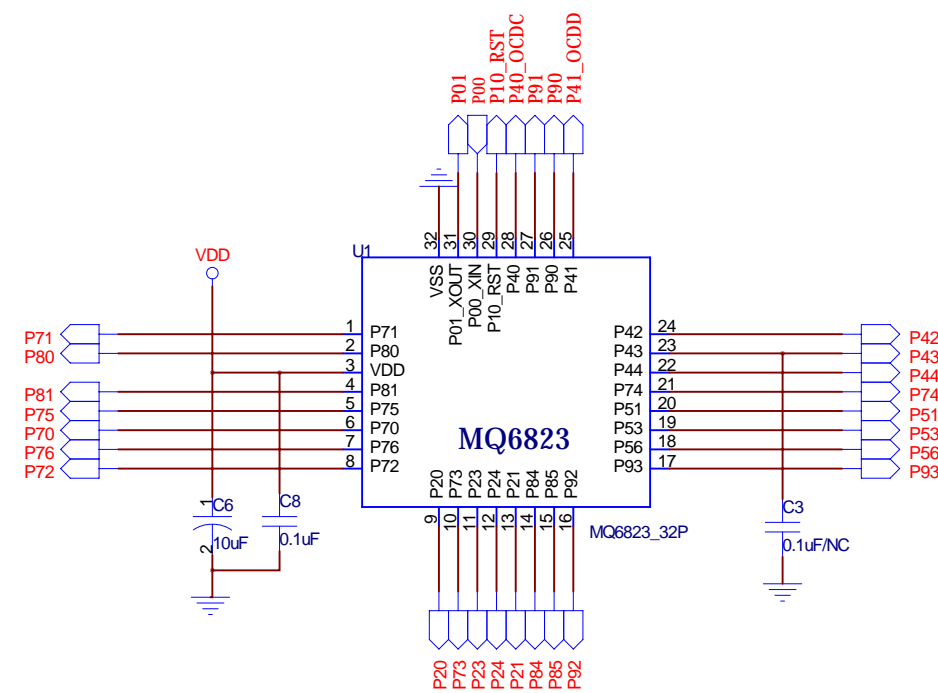 P01
P00
P10_RST
P40_OCDC
P91
P90
P41_OCDD
32
31
30
29
28
27
26
25
U1
VSS
P01_XOUT
P00_XIN
P10_RST
P40
P91
P90
P41
VDD
P71 1 P71
P80 2 P80
3 VDD
P81 4 P81
P75 5 P75
P70 6 P70
P76 7 P76
P72 8 P72
P42 24 P42
P43 23 P43
P44 22 P44
P74 21 P74
P51 20 P51
P53 19 P53
P56 18 P56
P93 17 P93
MQ6823
P20
P73
P23
P24
P21
P84
P85
P92
9
10
11
12
13
14
15
16
MQ6823_32P
1
C6
2
10uF
C8
0.1uF
C3
0.1uF/NC
P20
P73
P23
P24
P21
P84
P85
P92